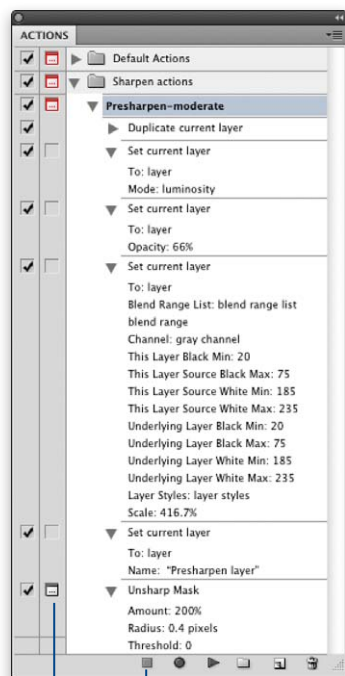 ACTIONS
Default Actions
Sharpen actions
Presharpen-moderate
Duplicate current layer
Set current layer
To: layer
Mode: luminosity
Set current layer
To: layer
Opacity: 66%
Set current layer
To: layer
Blend Range List: blend range list
blend range
Channel: gray channel
This Layer Black Min: 20
This Layer Source Black Max: 75
This Layer Source White Min: 185
This Layer Source White Max: 235
Underlying Layer Black Min: 20
Underlying Layer Black Max: 75
Underlying Layer White Min: 185
Underlying Layer White Max: 235
Layer Styles: layer styles
Scale: 416.7%
Set current layer
To: layer
Name: "Presharpen layer"
Unsharp Mask
Amount: 200%
Radius: 0.4 pixels
Threshold: 0